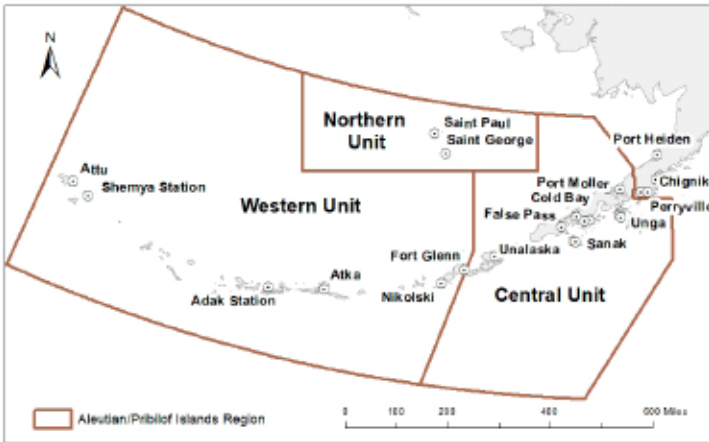 N
Northern
Unit
Saint Paul
Saint George
Port Heiden
Attu
Shemya Station
Western Unit
Port Moller
Chignik
Cold Bay
Perryville
False Pass
Unga
Sanak
Fort Glenn
Unalaska
Atka
Adak Station
Nikolski
Central Unit
Aleutian/Pribilof Islands Region
0 200 400 600 Miles